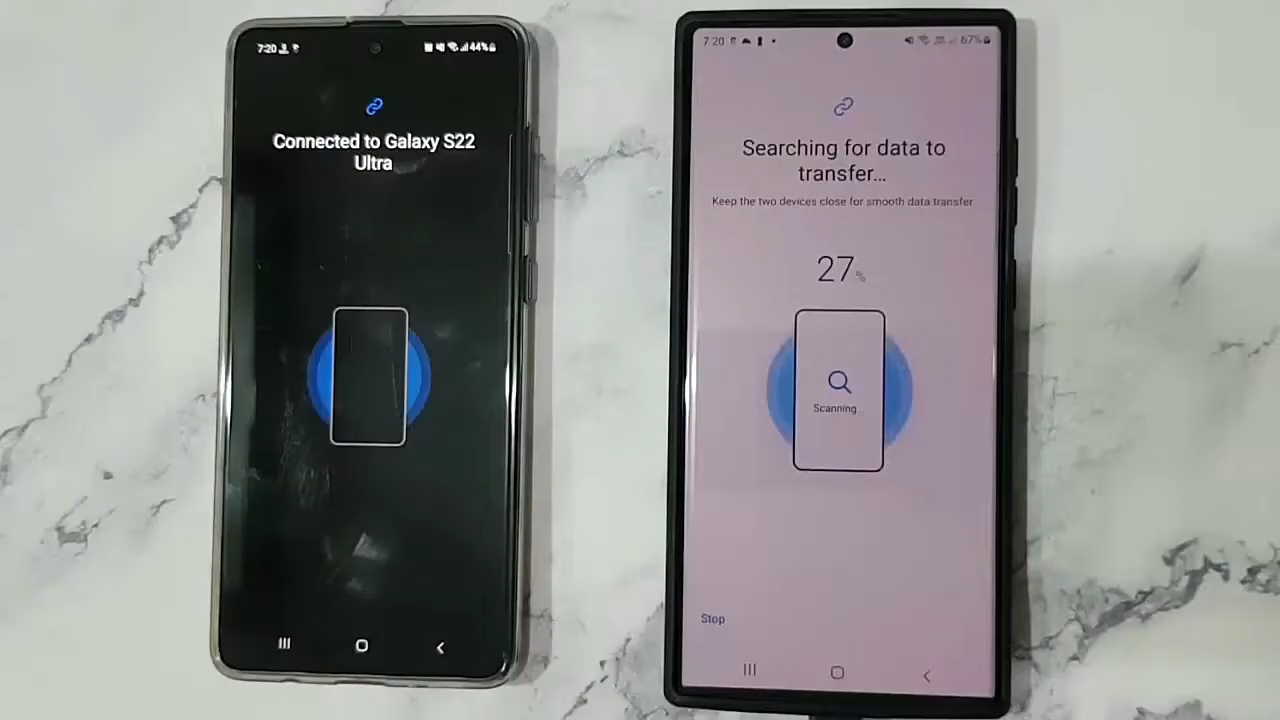 7:20
44%
Connected to Galaxy S22
Ultra
7:20
67%
Searching for data to
transfer...
Keep the two devices close for smooth data transfer
27%
Scanning
Stop